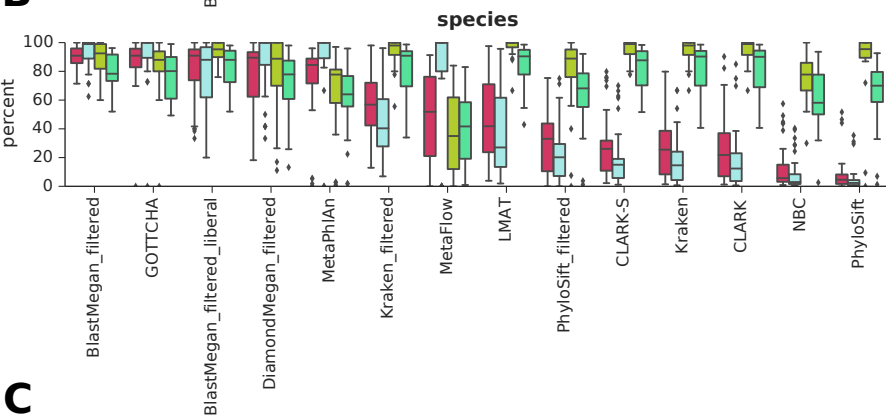 B
B
species
percent
100
80
60
40
20
0
BlastMegan_filtered
GOTTCHA
BlastMegan_filtered_liberal
DiamondMegan_filtered
MetaPhlAn
Kraken_filtered
MetaFlow
LMAT
PhyloSift_filtered
CLARK-S
Kraken
CLARK
NBC
PhyloSift
C